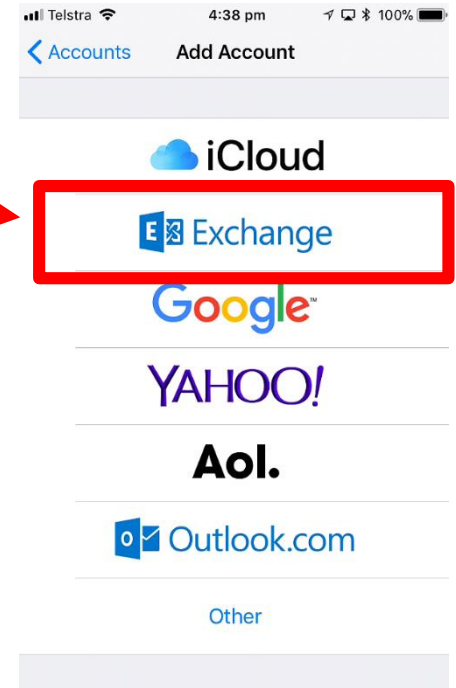 Telstra 4:38 pm 100%
Accounts Add Account
iCloud
E Exchange
Google
YAHOO!
Aol.
o Outlook.com
Other